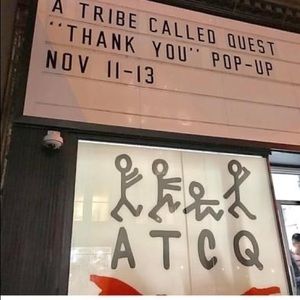 A TRIBE CALLED QUEST
"THANK YOU" POP-UP
NOV 11-13
ATCQ